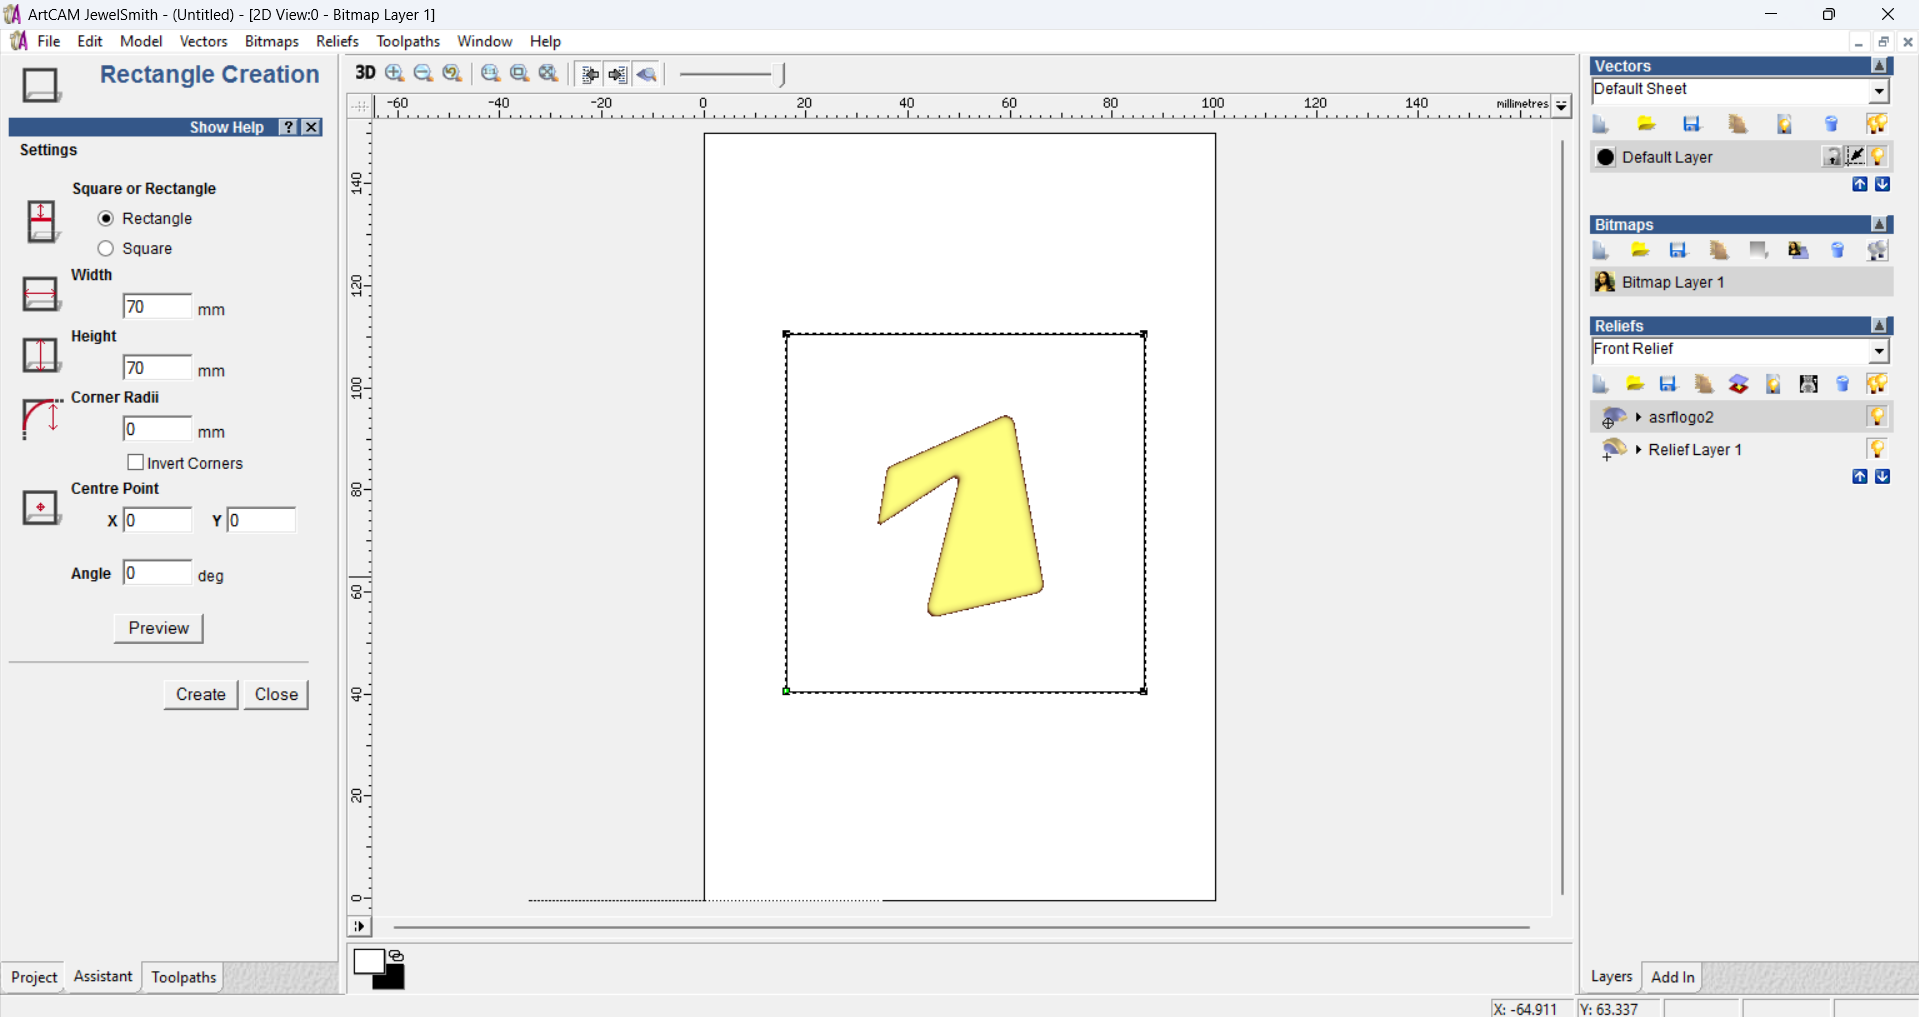 ArtCAM JewelSmith - (Untitled) - [2D View:0 - Bitmap Layer 1]
File Edit Model Vectors Bitmaps Reliefs Toolpaths Window Help
Rectangle Creation
Show Help ?
Settings
Square or Rectangle
Rectangle
Square
Width
70 mm
Height
70 mm
Corner Radii
0 mm
Invert Corners
Centre Point
X 0 Y 0
Angle 0 deg
Preview
Create Close
Project Assistant Toolpaths
3D
-60 -40 -20 0 20 40 60 80 100 120 140 millimetres
140
120
100
80
60
40
20
0
Vectors
Default Sheet
Default Layer
Bitmaps
Bitmap Layer 1
Reliefs
Front Relief
asrflogo2
Relief Layer 1
Layers Add In
X: -64.911 Y: 63.337